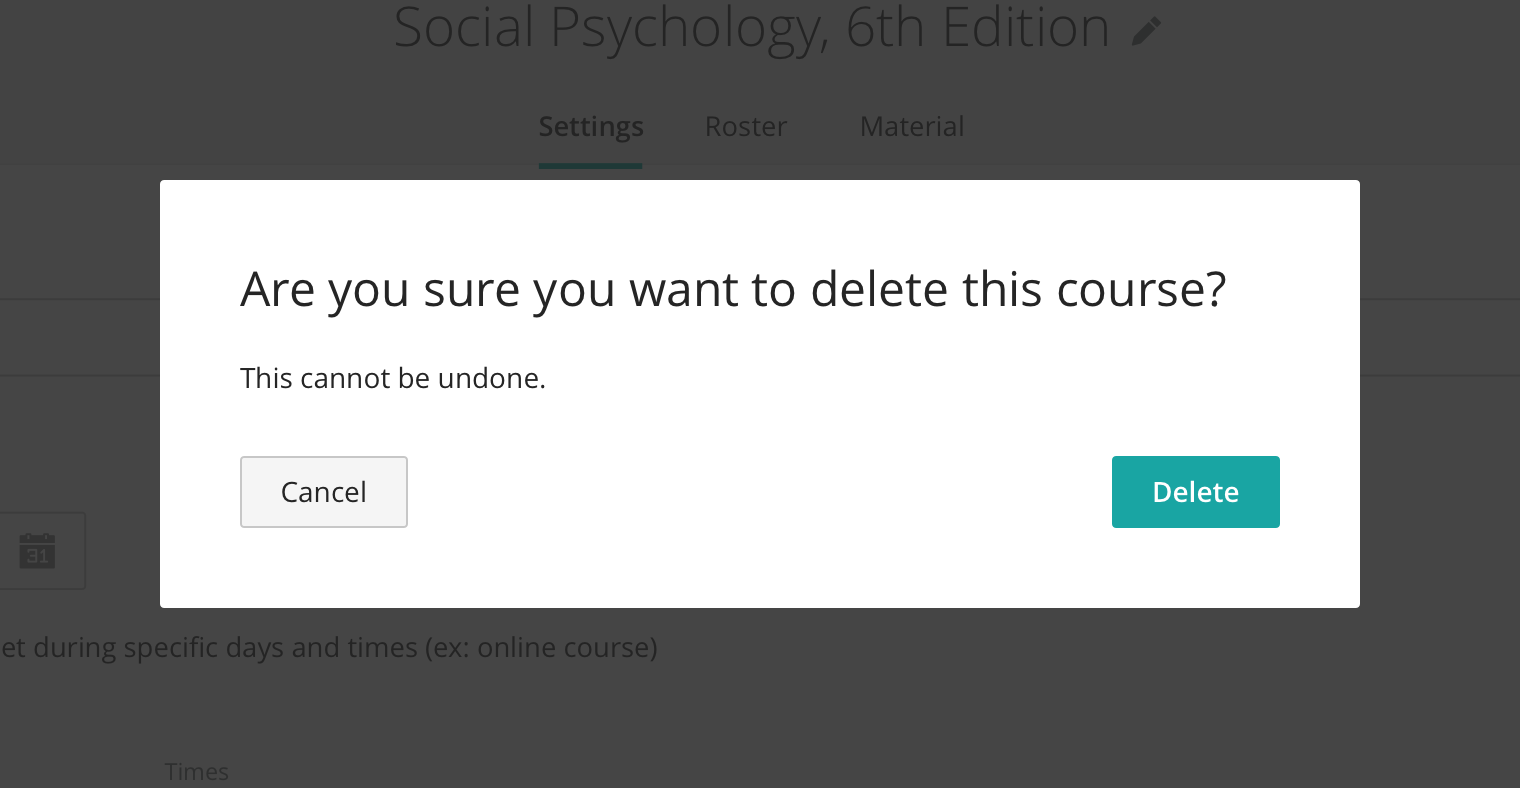 Social Psychology, 6th Edition
Settings Roster Material
Are you sure you want to delete this course?
This cannot be undone.
Cancel Delete
31
et during specific days and times (ex: online course)
Times